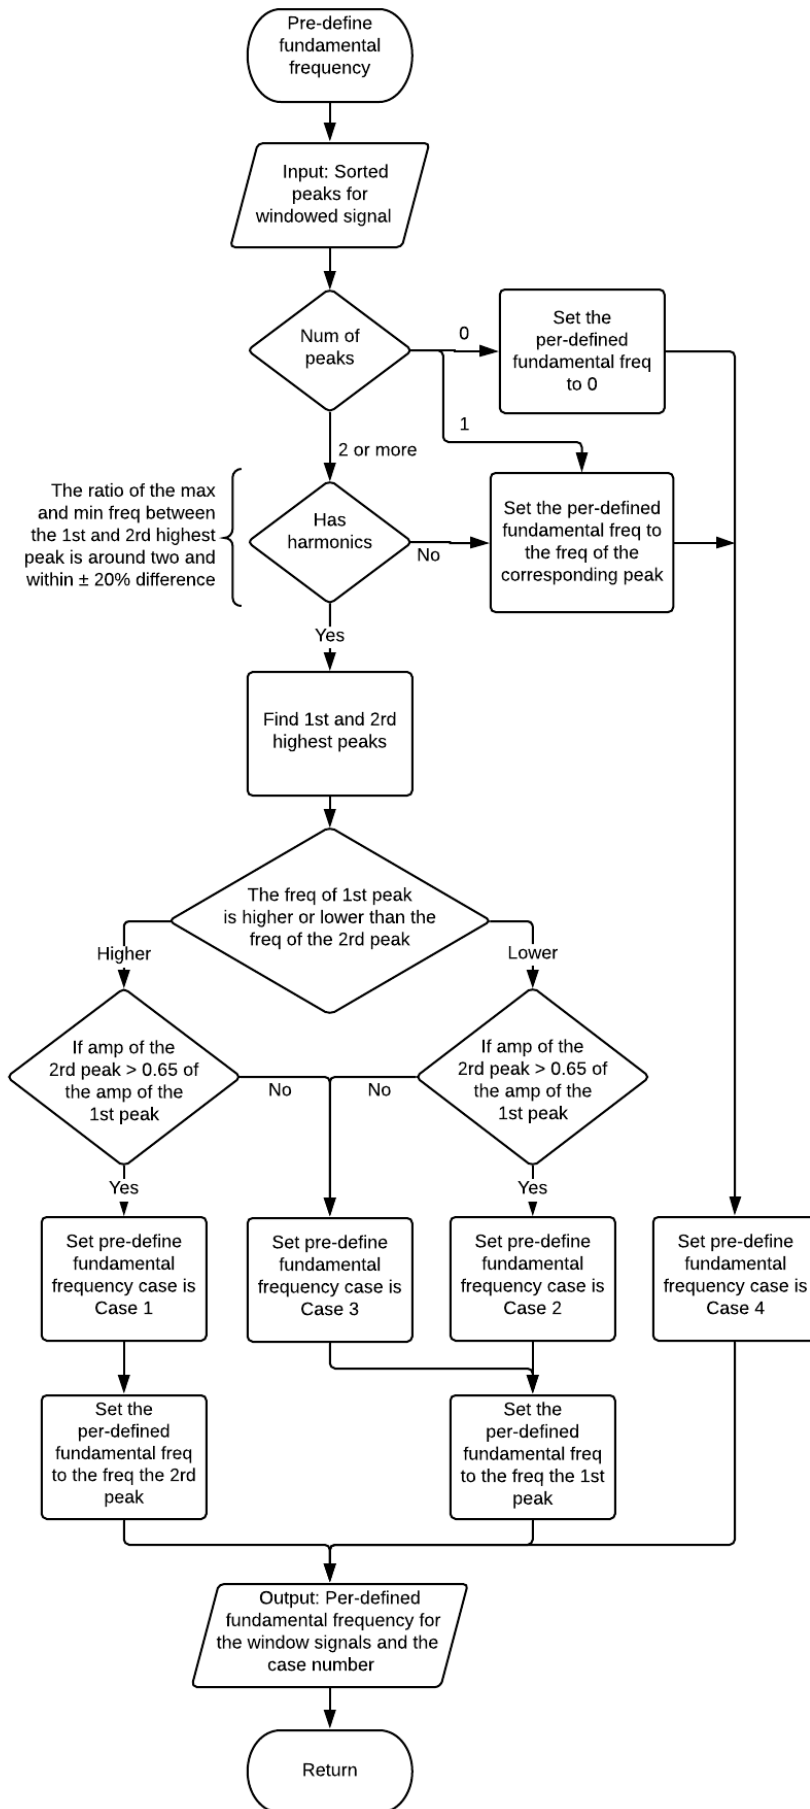 Pre-define
fundamental
frequency
Input: Sorted
peaks for
windowed signal
Num of
peaks
0
Set the
per-defined
fundamental freq
to 0
1
2 or more
The ratio of the max
and min freq between
the 1st and 2rd highest
peak is around two and
within ± 20% difference
Has
harmonics
No
Set the per-defined
fundamental freq to
the freq of the
corresponding peak
Yes
Find 1st and 2rd
highest peaks
The freq of 1st peak
is higher or lower than the
freq of the 2rd peak
Higher
Lower
If amp of the
2rd peak > 0.65 of
the amp of the
1st peak
No
No
If amp of the
2rd peak > 0.65 of
the amp of the
1st peak
Yes
Yes
Set pre-define
fundamental
frequency case is
Case 1
Set pre-define
fundamental
frequency case is
Case 3
Set pre-define
fundamental
frequency case is
Case 2
Set pre-define
fundamental
frequency case is
Case 4
Set the
per-defined
fundamental freq
to the freq the 2rd
peak
Set the
per-defined
fundamental freq
to the freq the 1st
peak
Output: Per-defined
fundamental frequency for
the window signals and the
case number
Return